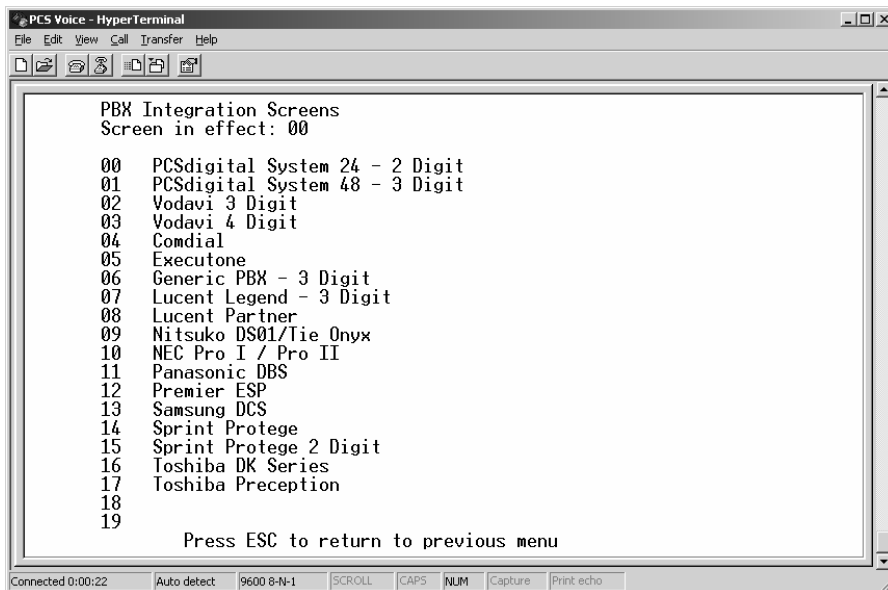 PCS Voice - HyperTerminal
File Edit View Call Transfer Help
PBX Integration Screens
Screen in effect: 00
00 PCSdigital System 24 - 2 Digit
01 PCSdigital System 48 - 3 Digit
02 Vodavi 3 Digit
03 Vodavi 4 Digit
04 Comdial
05 Executone
06 Generic PBX - 3 Digit
07 Lucent Legend - 3 Digit
08 Lucent Partner
09 Nitsuko DS01/Tie Onyx
10 NEC Pro I / Pro II
11 Panasonic DBS
12 Premier ESP
13 Samsung DCS
14 Sprint Protege
15 Sprint Protege 2 Digit
16 Toshiba DK Series
17 Toshiba Preception
18
19
Press ESC to return to previous menu
Connected 0:00:22 Auto detect 9600 8-N-1 SCROLL CAPS NUM Capture Print echo